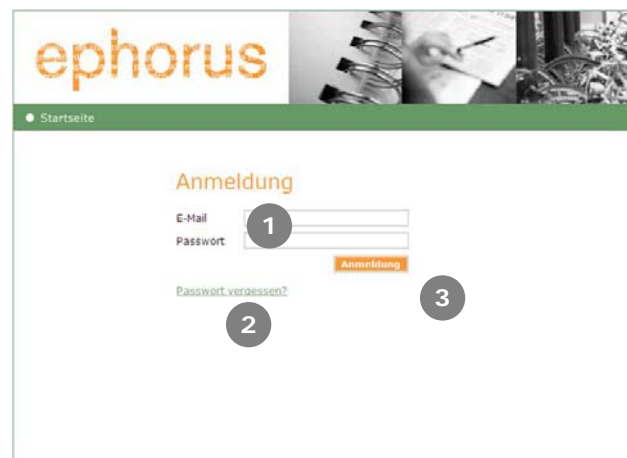 ephorus
Startseite
Anmeldung
E-Mail
1
Passwort
Anmeldung
Passwort vergessen?
3
2